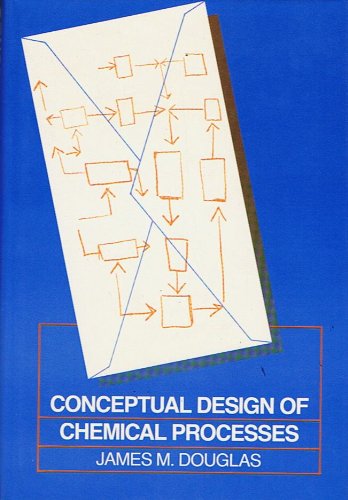 CONCEPTUAL DESIGN OF
CHEMICAL PROCESSES
JAMES M. DOUGLAS